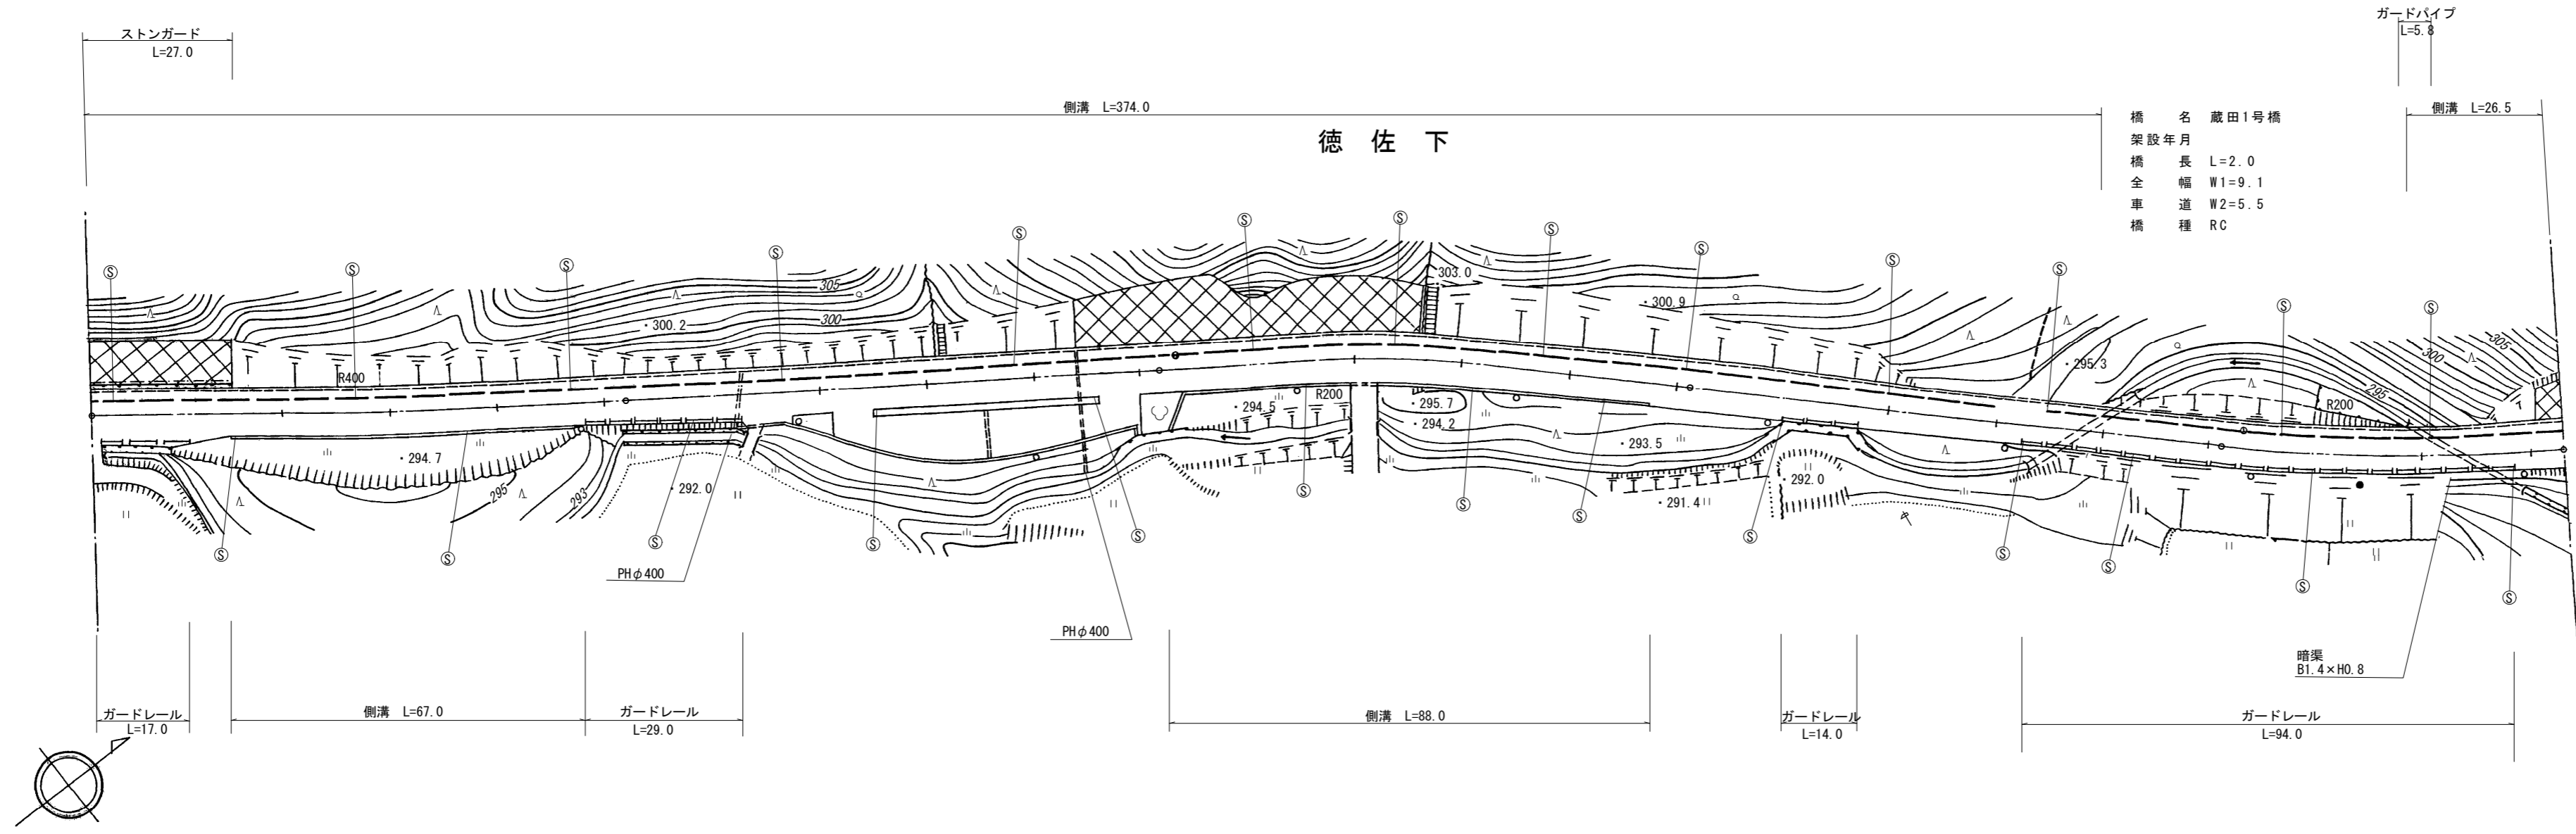 ガードパイプ
L=5.8
ストンガード
L=27.0
側溝 L=374.0
側溝 L=26.5
徳佐下
橋名 蔵田1号橋
架設年月
橋長 L=2.0
全幅 W1=9.1
車道 W2=5.5
橋種 RC
Ⓢ Ⓢ Ⓢ Ⓢ Ⓢ Ⓢ Ⓢ Ⓢ Ⓢ Ⓢ Ⓢ Ⓢ Ⓢ
303.0
305
・300.2
300
・300.9
・295.3
300
305
295
R400
R200
R200
・294.5
・295.7
・294.2
・293.5
・294.7
295
293
・292.0
・291.4
・292.0
Ⓢ Ⓢ Ⓢ Ⓢ Ⓢ Ⓢ Ⓢ Ⓢ Ⓢ Ⓢ Ⓢ Ⓢ Ⓢ
PHφ400
PHφ400
暗渠
B1.4×H0.8
ガードレール
L=17.0
側溝 L=67.0
ガードレール
L=29.0
側溝 L=88.0
ガードレール
L=14.0
ガードレール
L=94.0